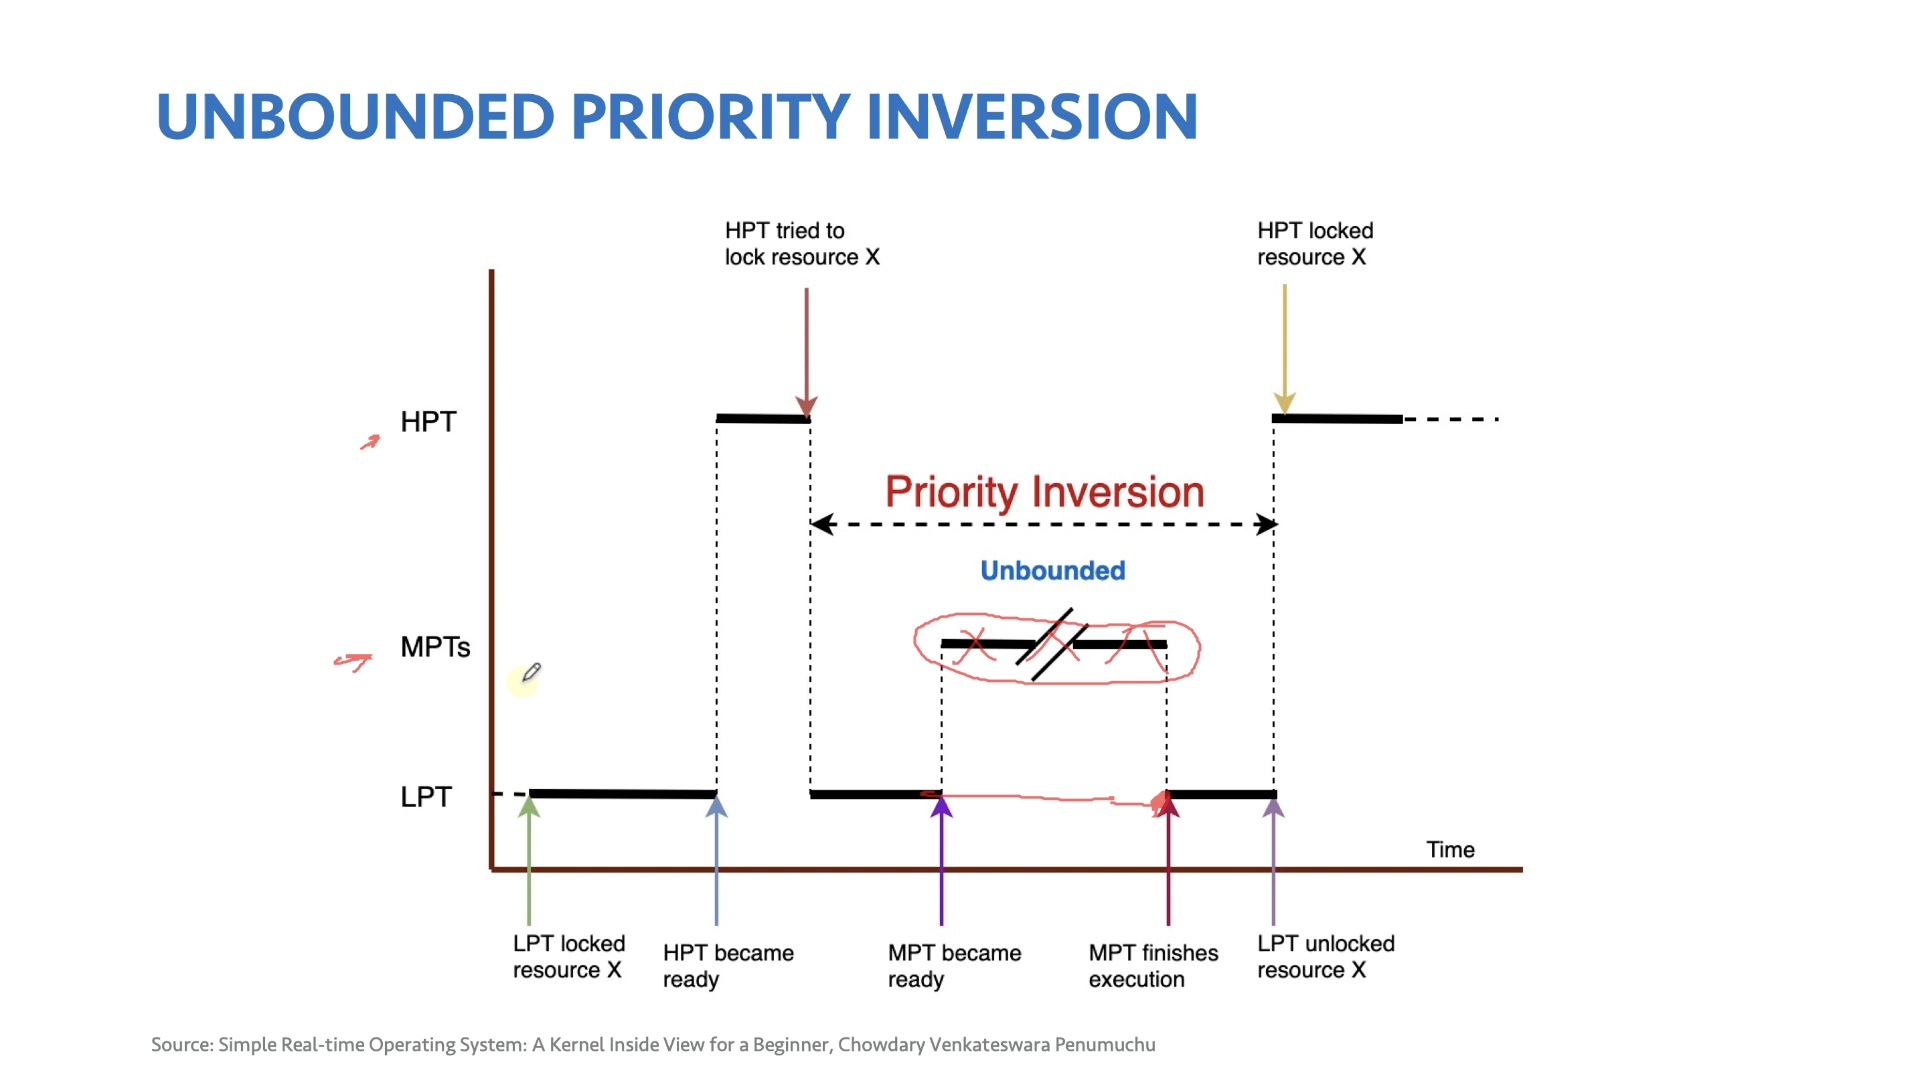 UNBOUNDED PRIORITY INVERSION
HPT tried to
lock resource X
HPT locked
resource X
HPT
Priority Inversion
Unbounded
MPTs
LPT
Time
LPT locked
resource X
HPT became
ready
MPT became
ready
MPT finishes
execution
LPT unlocked
resource X
Source: Simple Real-time Operating System: A Kernel Inside View for a Beginner, Chowdary Venkateswara Penumuchu